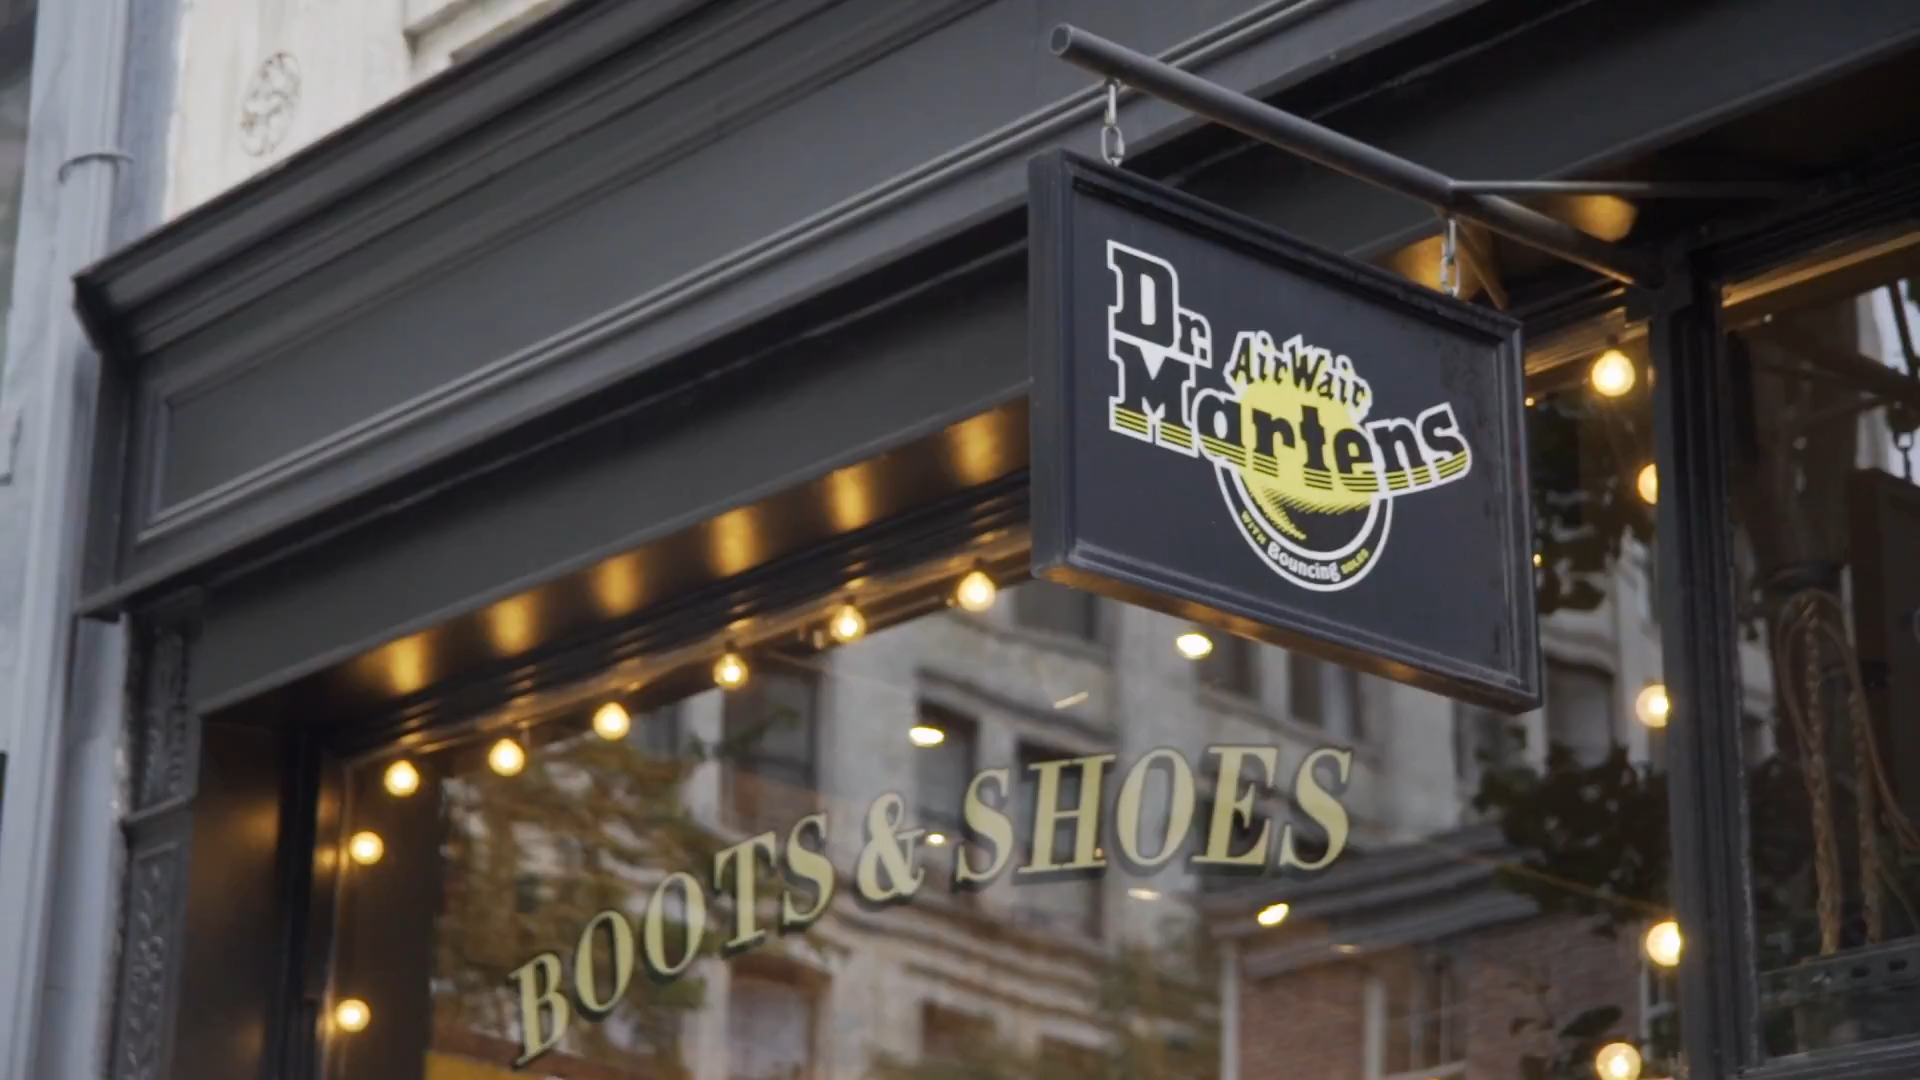 Dr.
AirWair
Martens
WITH Bouncing SOLES
BOOTS & SHOES